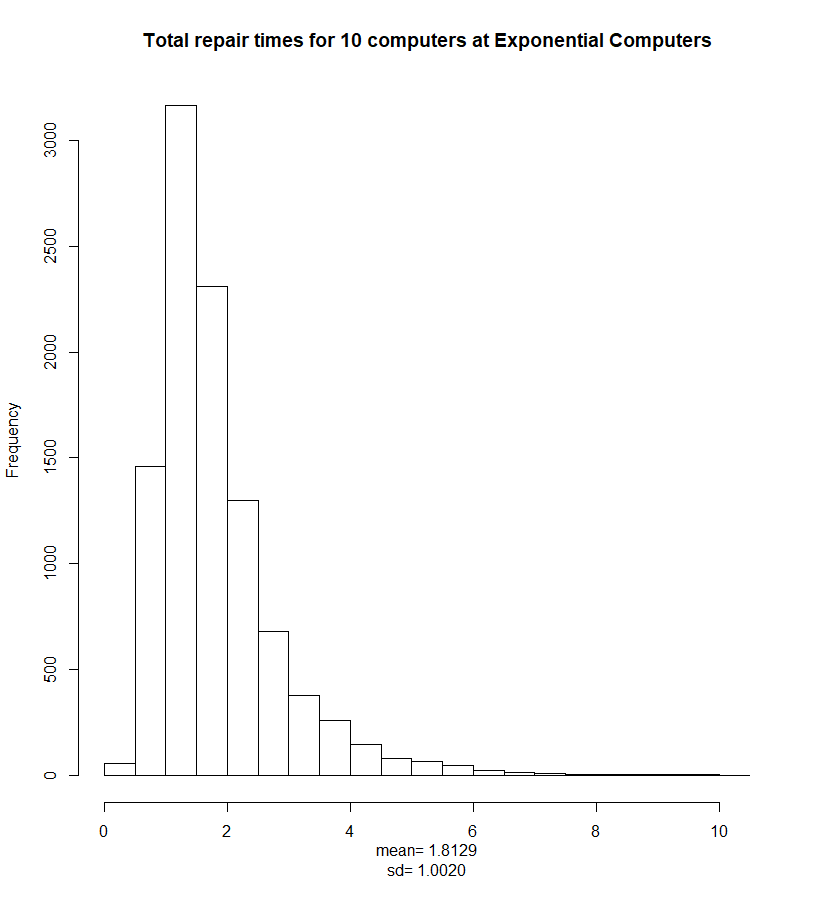 Total repair times for 10 computers at Exponential Computers
Frequency
3000
2500
2000
1500
1000
500
0
0 2 4 6 8 10
mean= 1.8129
sd= 1.0020